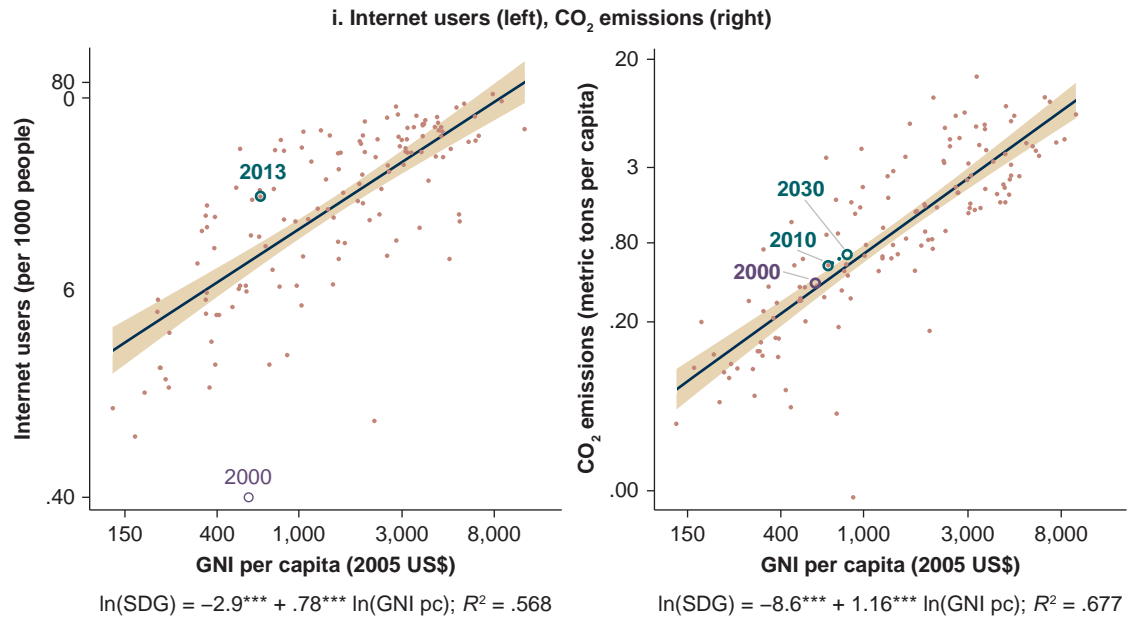 i. Internet users (left), CO₂ emissions (right)
Internet users (per 1000 people)
80
0
6
.40
2013
2000
150 400 1,000 3,000 8,000
GNI per capita (2005 US$)
ln(SDG) = –2.9*** + .78*** ln(GNI pc); R² = .568
CO₂ emissions (metric tons per capita)
20
3
.80
.20
.00
2030
2010
2000
150 400 1,000 3,000 8,000
GNI per capita (2005 US$)
ln(SDG) = –8.6*** + 1.16*** ln(GNI pc); R² = .677